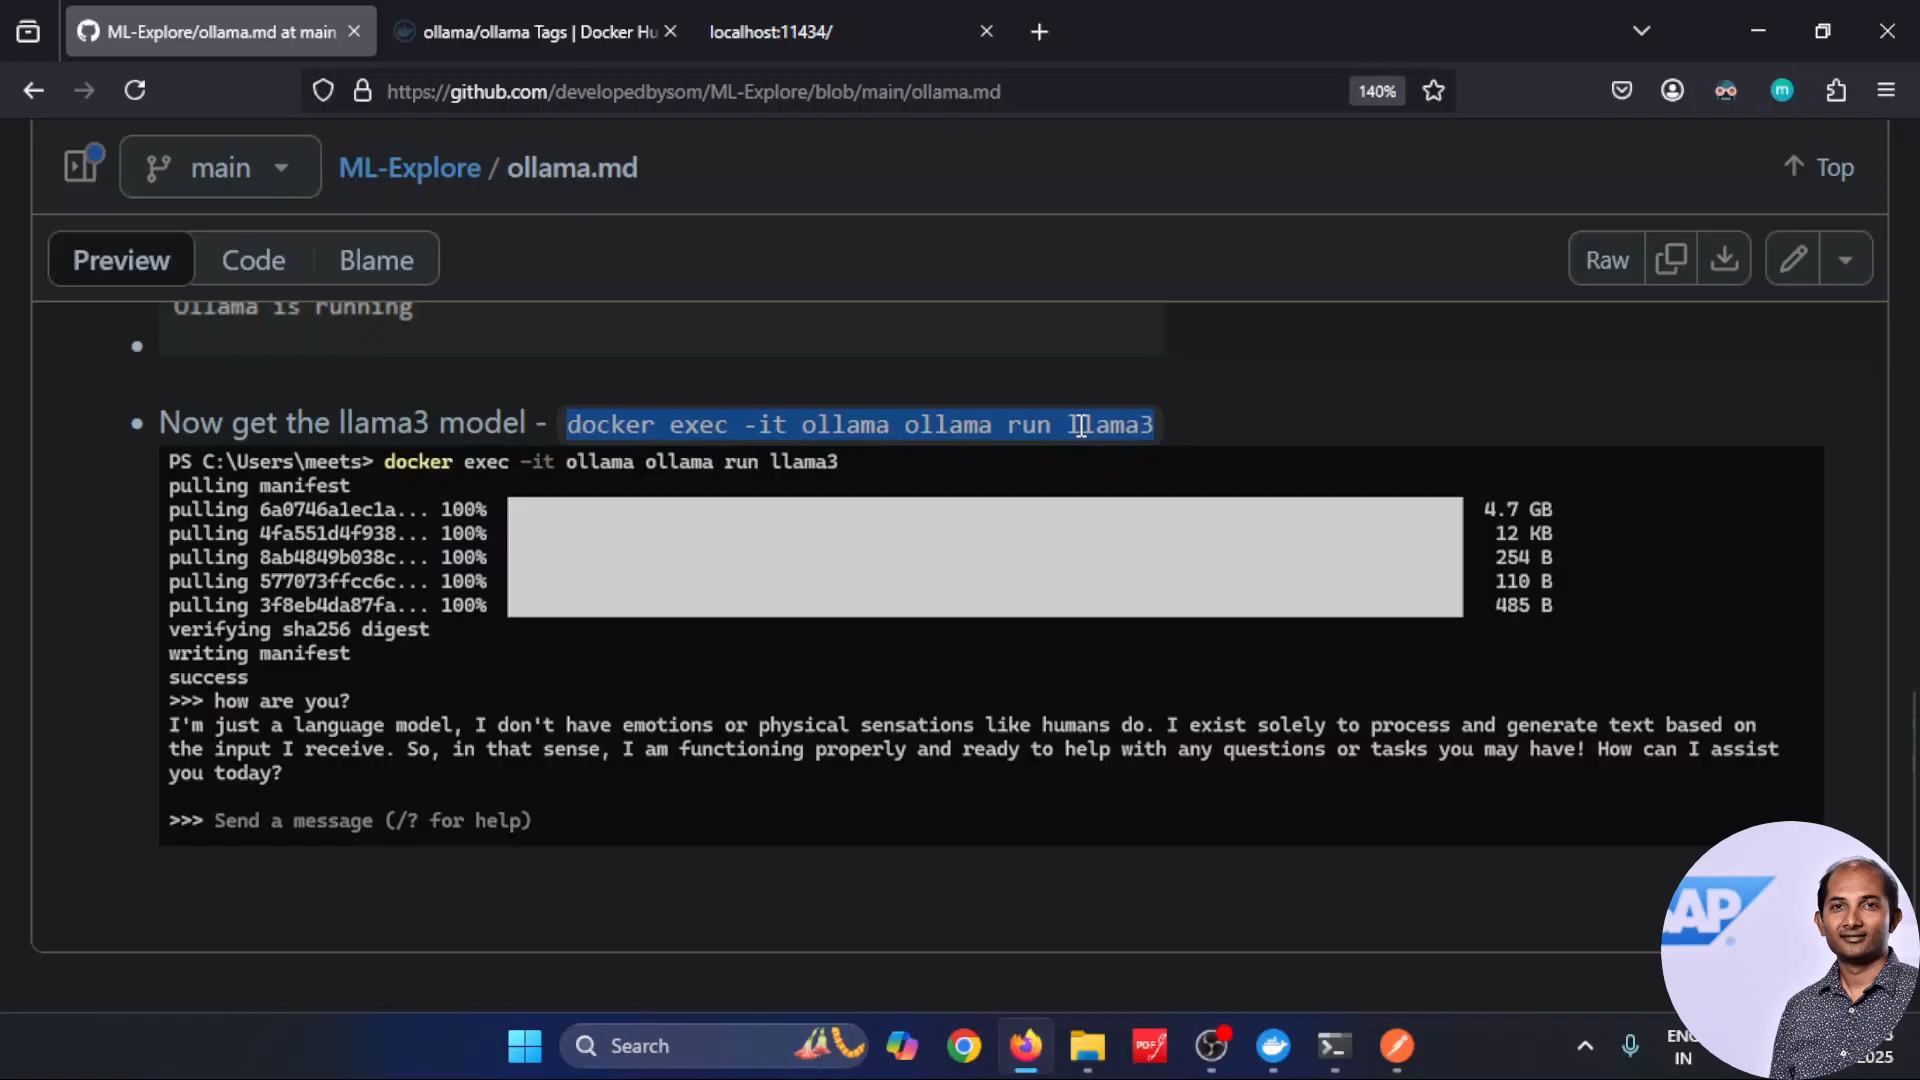 ML-Explore/ollama.md at main
ollama/ollama Tags | Docker Hu
localhost:11434/
https://github.com/developedbysom/ML-Explore/blob/main/ollama.md
140%
m
main
ML-Explore / ollama.md
Top
Preview
Code
Blame
Raw
Ollama is running
Now get the llama3 model - docker exec -it ollama ollama run llama3
PS C:\Users\meets> docker exec -it ollama ollama run llama3
pulling manifest
pulling 6a0746a1ec1a... 100% 4.7 GB
pulling 4fa551d4f938... 100% 12 KB
pulling 8ab4849b038c... 100% 254 B
pulling 577073ffcc6c... 100% 110 B
pulling 3f8eb4da87fa... 100% 485 B
verifying sha256 digest
writing manifest
success
>>> how are you?
I'm just a language model, I don't have emotions or physical sensations like humans do. I exist solely to process and generate text based on
the input I receive. So, in that sense, I am functioning properly and ready to help with any questions or tasks you may have! How can I assist
you today?
>>> Send a message (/? for help)
Search
PDF
ENG
IN
2025